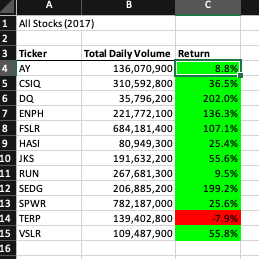 A B C
1 All Stocks (2017)
2
3 Ticker Total Daily Volume Return
4 AY 136,070,900 8.8%
5 CSIQ 310,592,800 36.5%
6 DQ 35,796,200 202.0%
7 ENPH 221,772,100 136.3%
8 FSLR 684,181,400 107.1%
9 HASI 80,949,300 25.4%
10 JKS 191,632,200 55.6%
11 RUN 267,681,300 9.5%
12 SEDG 206,885,200 199.2%
13 SPWR 782,187,000 25.6%
14 TERP 139,402,800 -7.9%
15 VSLR 109,487,900 55.8%
16